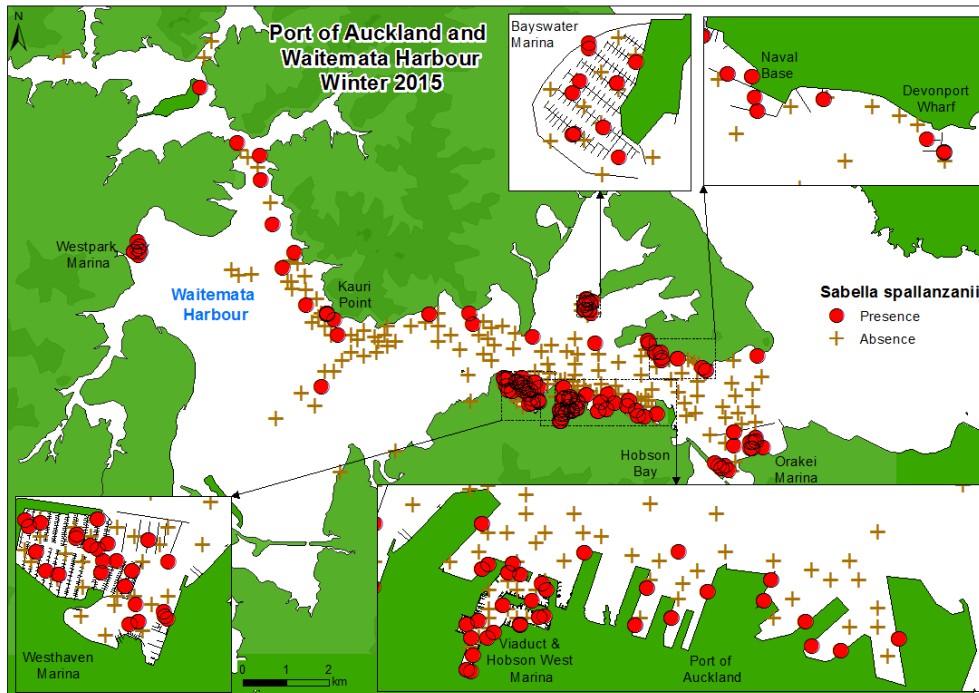 N
Port of Auckland and
Waitemata Harbour
Winter 2015
Bayswater
Marina
Naval
Base
Devonport
Wharf
Westpark
Marina
Waitemata
Harbour
Kauri
Point
Sabella spallanzanii
Presence
Absence
Hobson
Bay
Orakei
Marina
Westhaven
Marina
0 1 2
km
Viaduct &
Hobson West
Marina
Port of
Auckland